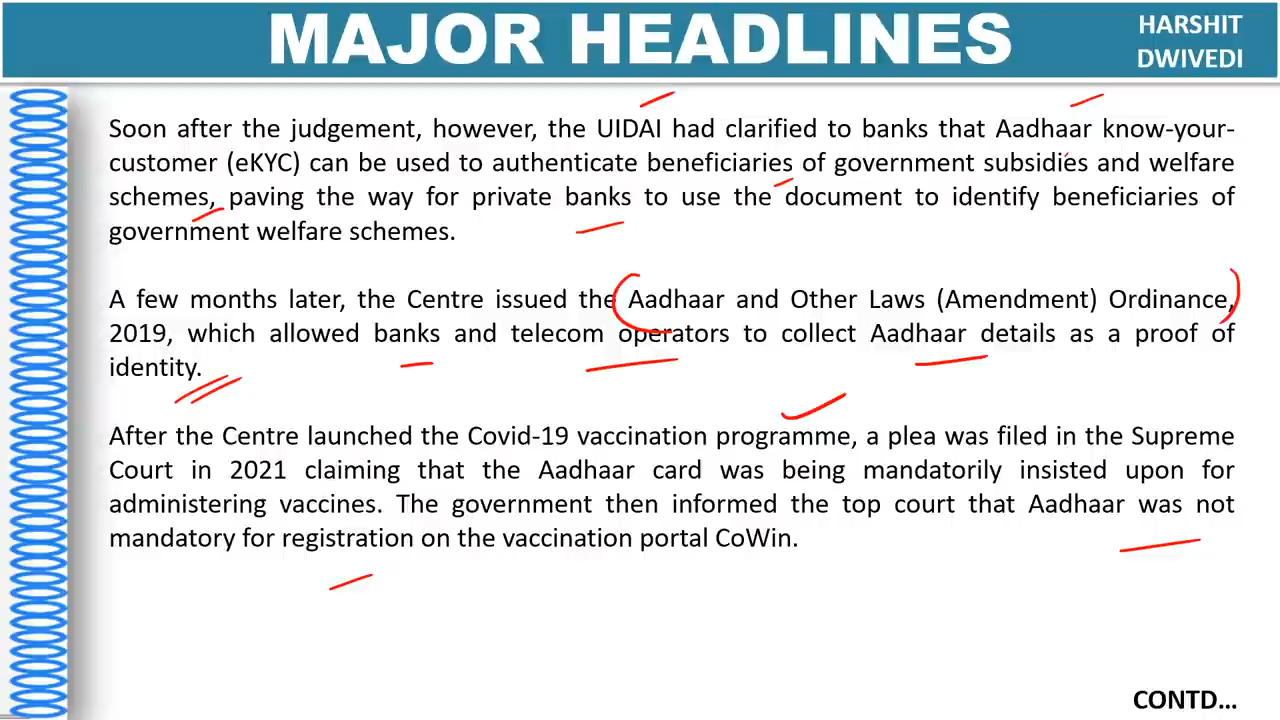 MAJOR HEADLINES
HARSHIT
DWIVEDI
Soon after the judgement, however, the UIDAI had clarified to banks that Aadhaar know-your-
customer (eKYC) can be used to authenticate beneficiaries of government subsidies and welfare
schemes, paving the way for private banks to use the document to identify beneficiaries of
government welfare schemes.
A few months later, the Centre issued the Aadhaar and Other Laws (Amendment) Ordinance,
2019, which allowed banks and telecom operators to collect Aadhaar details as a proof of
identity.
After the Centre launched the Covid-19 vaccination programme, a plea was filed in the Supreme
Court in 2021 claiming that the Aadhaar card was being mandatorily insisted upon for
administering vaccines. The government then informed the top court that Aadhaar was not
mandatory for registration on the vaccination portal CoWin.
CONTD…